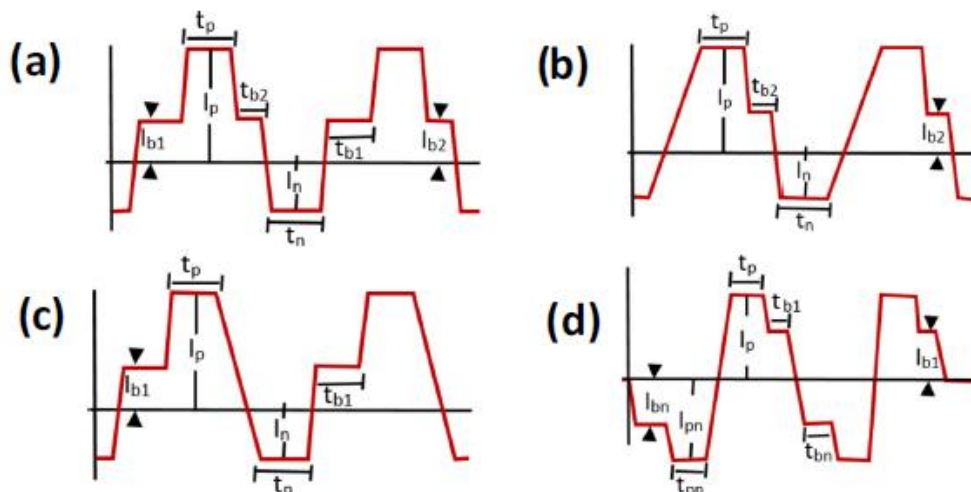 (a)
tp
Ip
tb2
Ib1
tb1
Ib2
In
tn
(b)
tp
Ip
tb2
Ib2
In
tn
(c)
tp
Ip
Ib1
tb1
In
tn
(d)
tp
tb1
Ip
Ib1
Ibn
Ipn
tbn
tpn